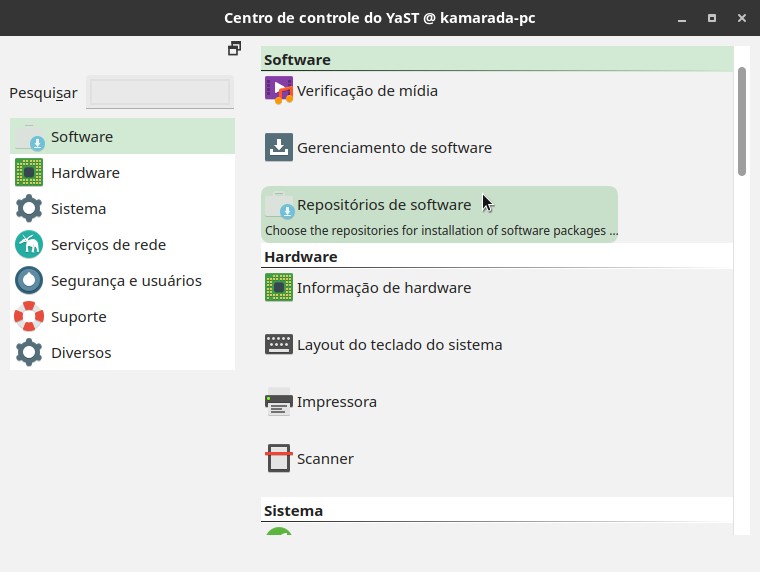 Centro de controle do YaST @ kamarada-pc
Pesquisar
Software
Hardware
Sistema
Serviços de rede
Segurança e usuários
Suporte
Diversos
Software
Verificação de mídia
Gerenciamento de software
Repositórios de software
Choose the repositories for installation of software packages ...
Hardware
Informação de hardware
Layout do teclado do sistema
Impressora
Scanner
Sistema